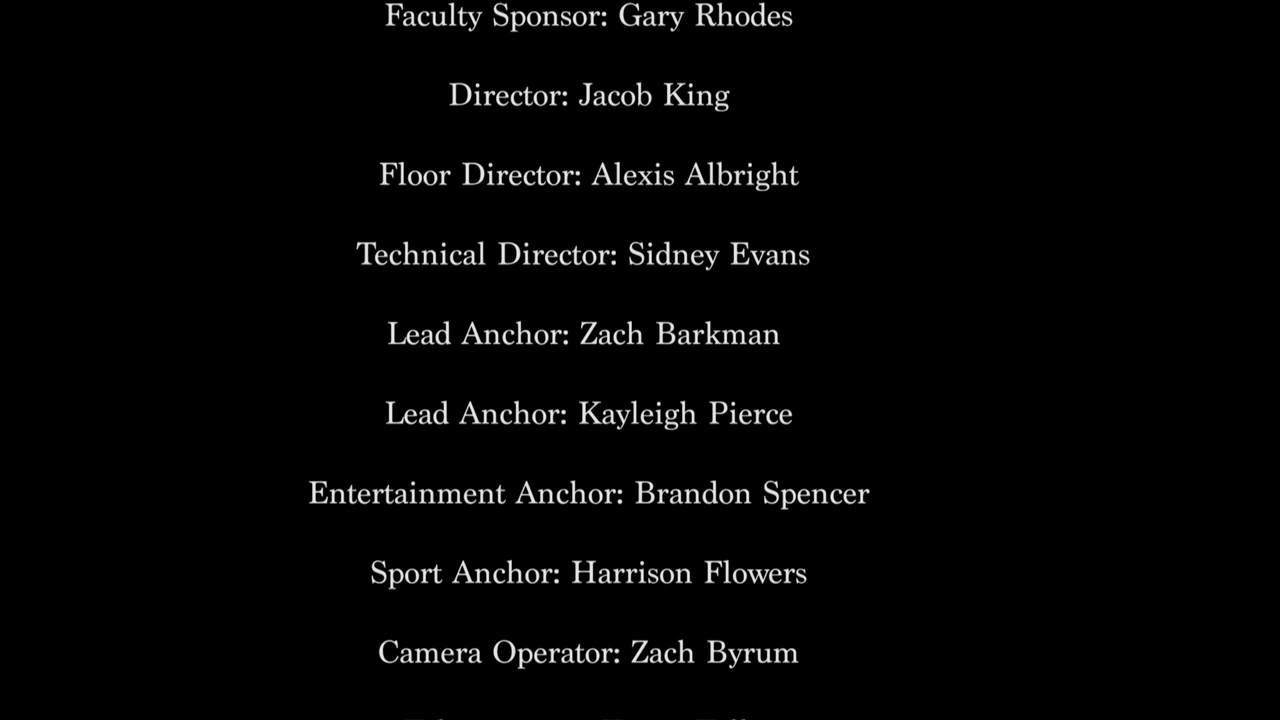 Faculty Sponsor: Gary Rhodes
Director: Jacob King
Floor Director: Alexis Albright
Technical Director: Sidney Evans
Lead Anchor: Zach Barkman
Lead Anchor: Kayleigh Pierce
Entertainment Anchor: Brandon Spencer
Sport Anchor: Harrison Flowers
Camera Operator: Zach Byrum